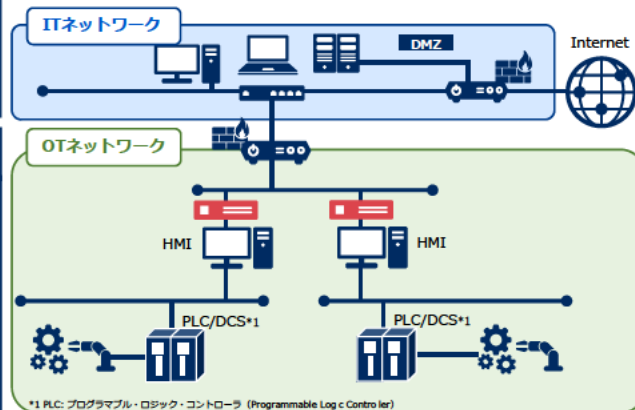 ITネットワーク
DMZ
Internet
OTネットワーク
HMI
HMI
PLC/DCS*1
PLC/DCS*1
*1 PLC: プログラマブル・ロジック・コントローラ (Programmable Log c Contro ler)